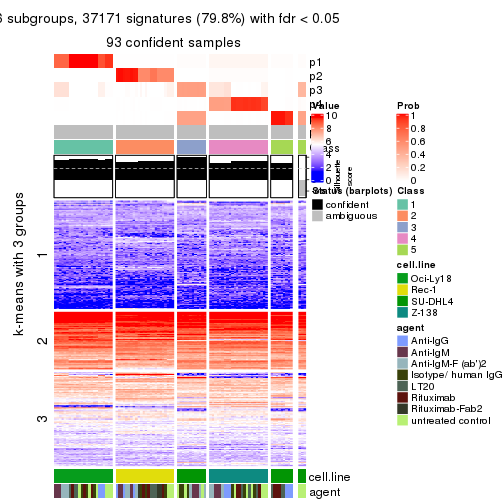 6 subgroups, 37171 signatures (79.8%) with fdr < 0.05
93 confident samples
p1
p2
p3
Value
10
8
6
4
2
0
Silhouette
score
Status (barplots)
confident
ambiguous
Prob
1
0.8
0.6
0.4
0.2
0
Class
1
2
3
4
5
cell.line
Oci-Ly18
Rec-1
SU-DHL4
Z-138
agent
Anti-IgG
Anti-IgM
Anti-IgM-F (ab')2
Isotype/ human IgG
LT20
Rituximab
Rituximab-Fab2
untreated control
k-means with 3 groups
1
2
3
cell.line
agent